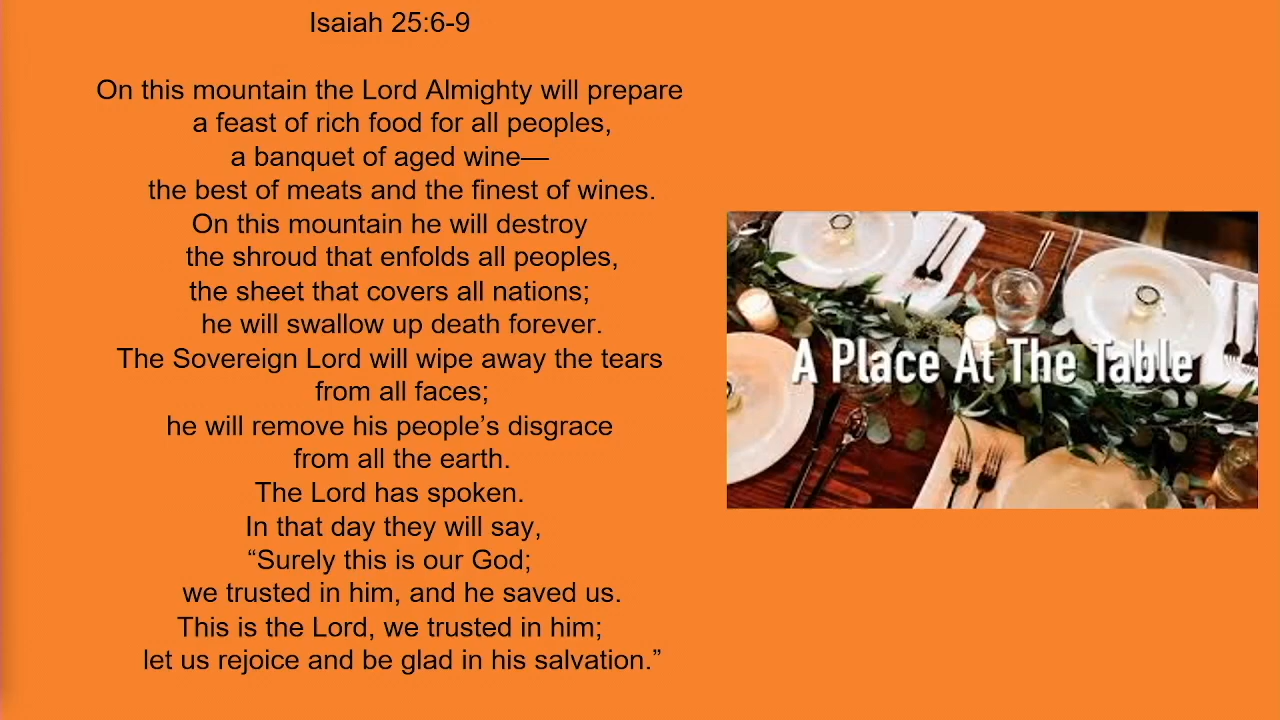 Isaiah 25:6-9
On this mountain the Lord Almighty will prepare
a feast of rich food for all peoples,
a banquet of aged wine—
the best of meats and the finest of wines.
On this mountain he will destroy
the shroud that enfolds all peoples,
the sheet that covers all nations;
he will swallow up death forever.
The Sovereign Lord will wipe away the tears
from all faces;
he will remove his people’s disgrace
from all the earth.
The Lord has spoken.
In that day they will say,
“Surely this is our God;
we trusted in him, and he saved us.
This is the Lord, we trusted in him;
let us rejoice and be glad in his salvation.”
A Place At The Table